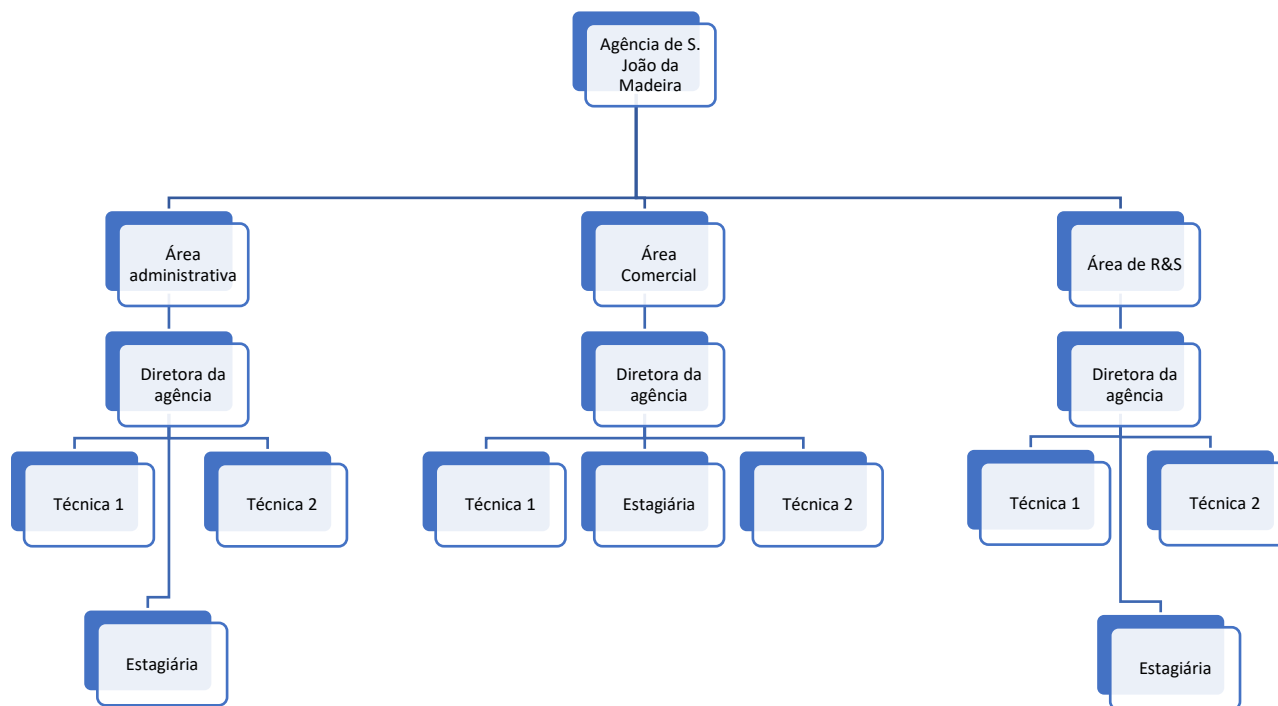 Agência de S.
João da
Madeira
Área
administrativa
Área
Comercial
Área de R&S
Diretora da
agência
Diretora da
agência
Diretora da
agência
Técnica 1
Técnica 2
Técnica 1
Estagiária
Técnica 2
Técnica 1
Técnica 2
Estagiária
Estagiária